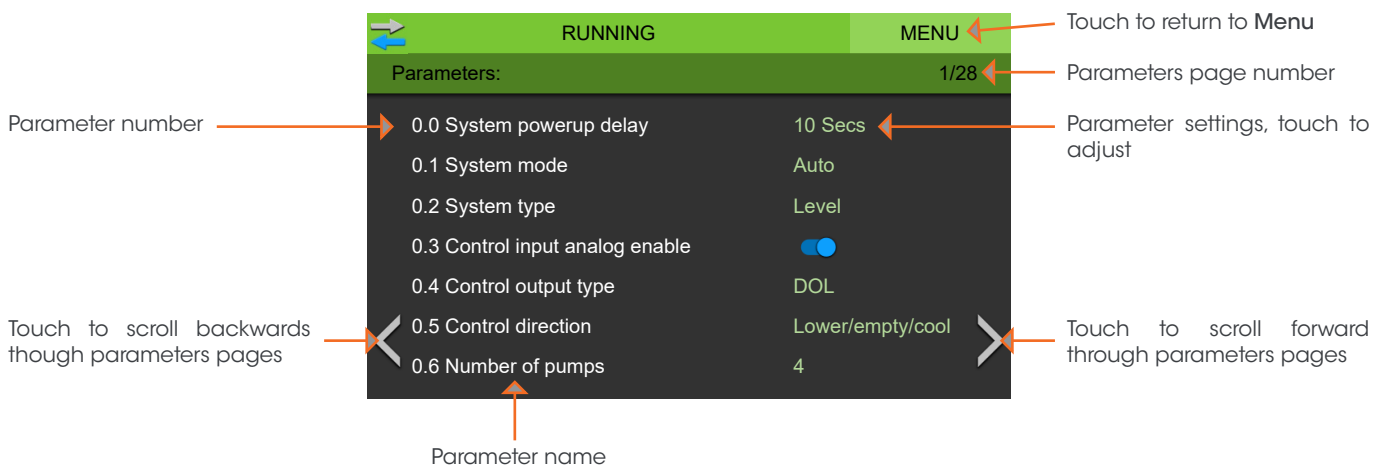 RUNNING
MENU
Touch to return to Menu
Parameters:
1/28
Parameters page number
Parameter number
0.0 System powerup delay
10 Secs
Parameter settings, touch to
adjust
0.1 System mode
Auto
0.2 System type
Level
0.3 Control input analog enable
0.4 Control output type
DOL
Touch to scroll backwards
though parameters pages
0.5 Control direction
Lower/empty/cool
Touch to scroll forward
through parameters pages
0.6 Number of pumps
4
Parameter name